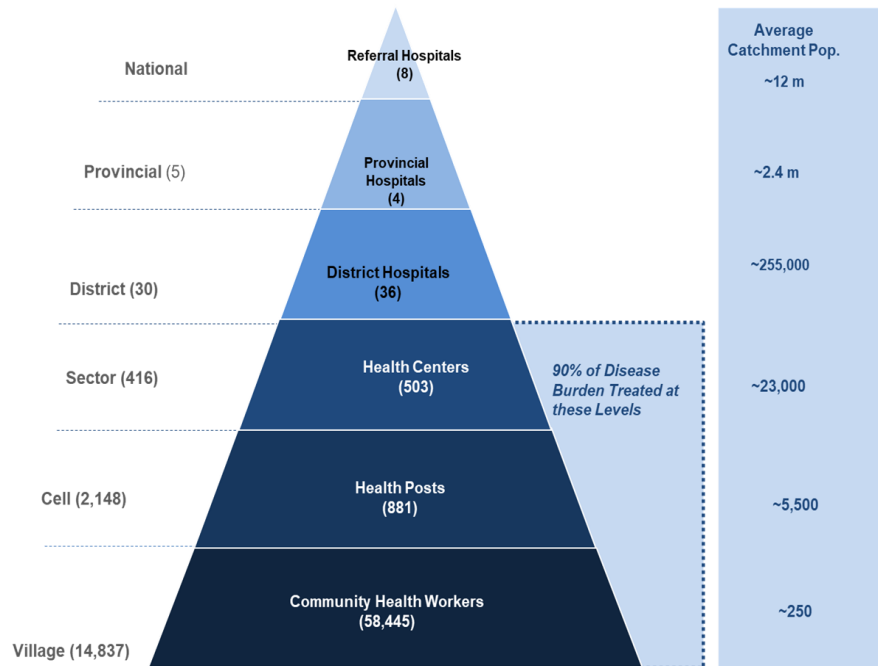 Average
Catchment Pop.
National
Referral Hospitals
(8)
~12 m
Provincial (5)
Provincial
Hospitals
(4)
~2.4 m
District (30)
District Hospitals
(36)
~255,000
Sector (416)
Health Centers
(503)
90% of Disease
Burden Treated at
these Levels
~23,000
Cell (2,148)
Health Posts
(881)
~5,500
Village (14,837)
Community Health Workers
(58,445)
~250